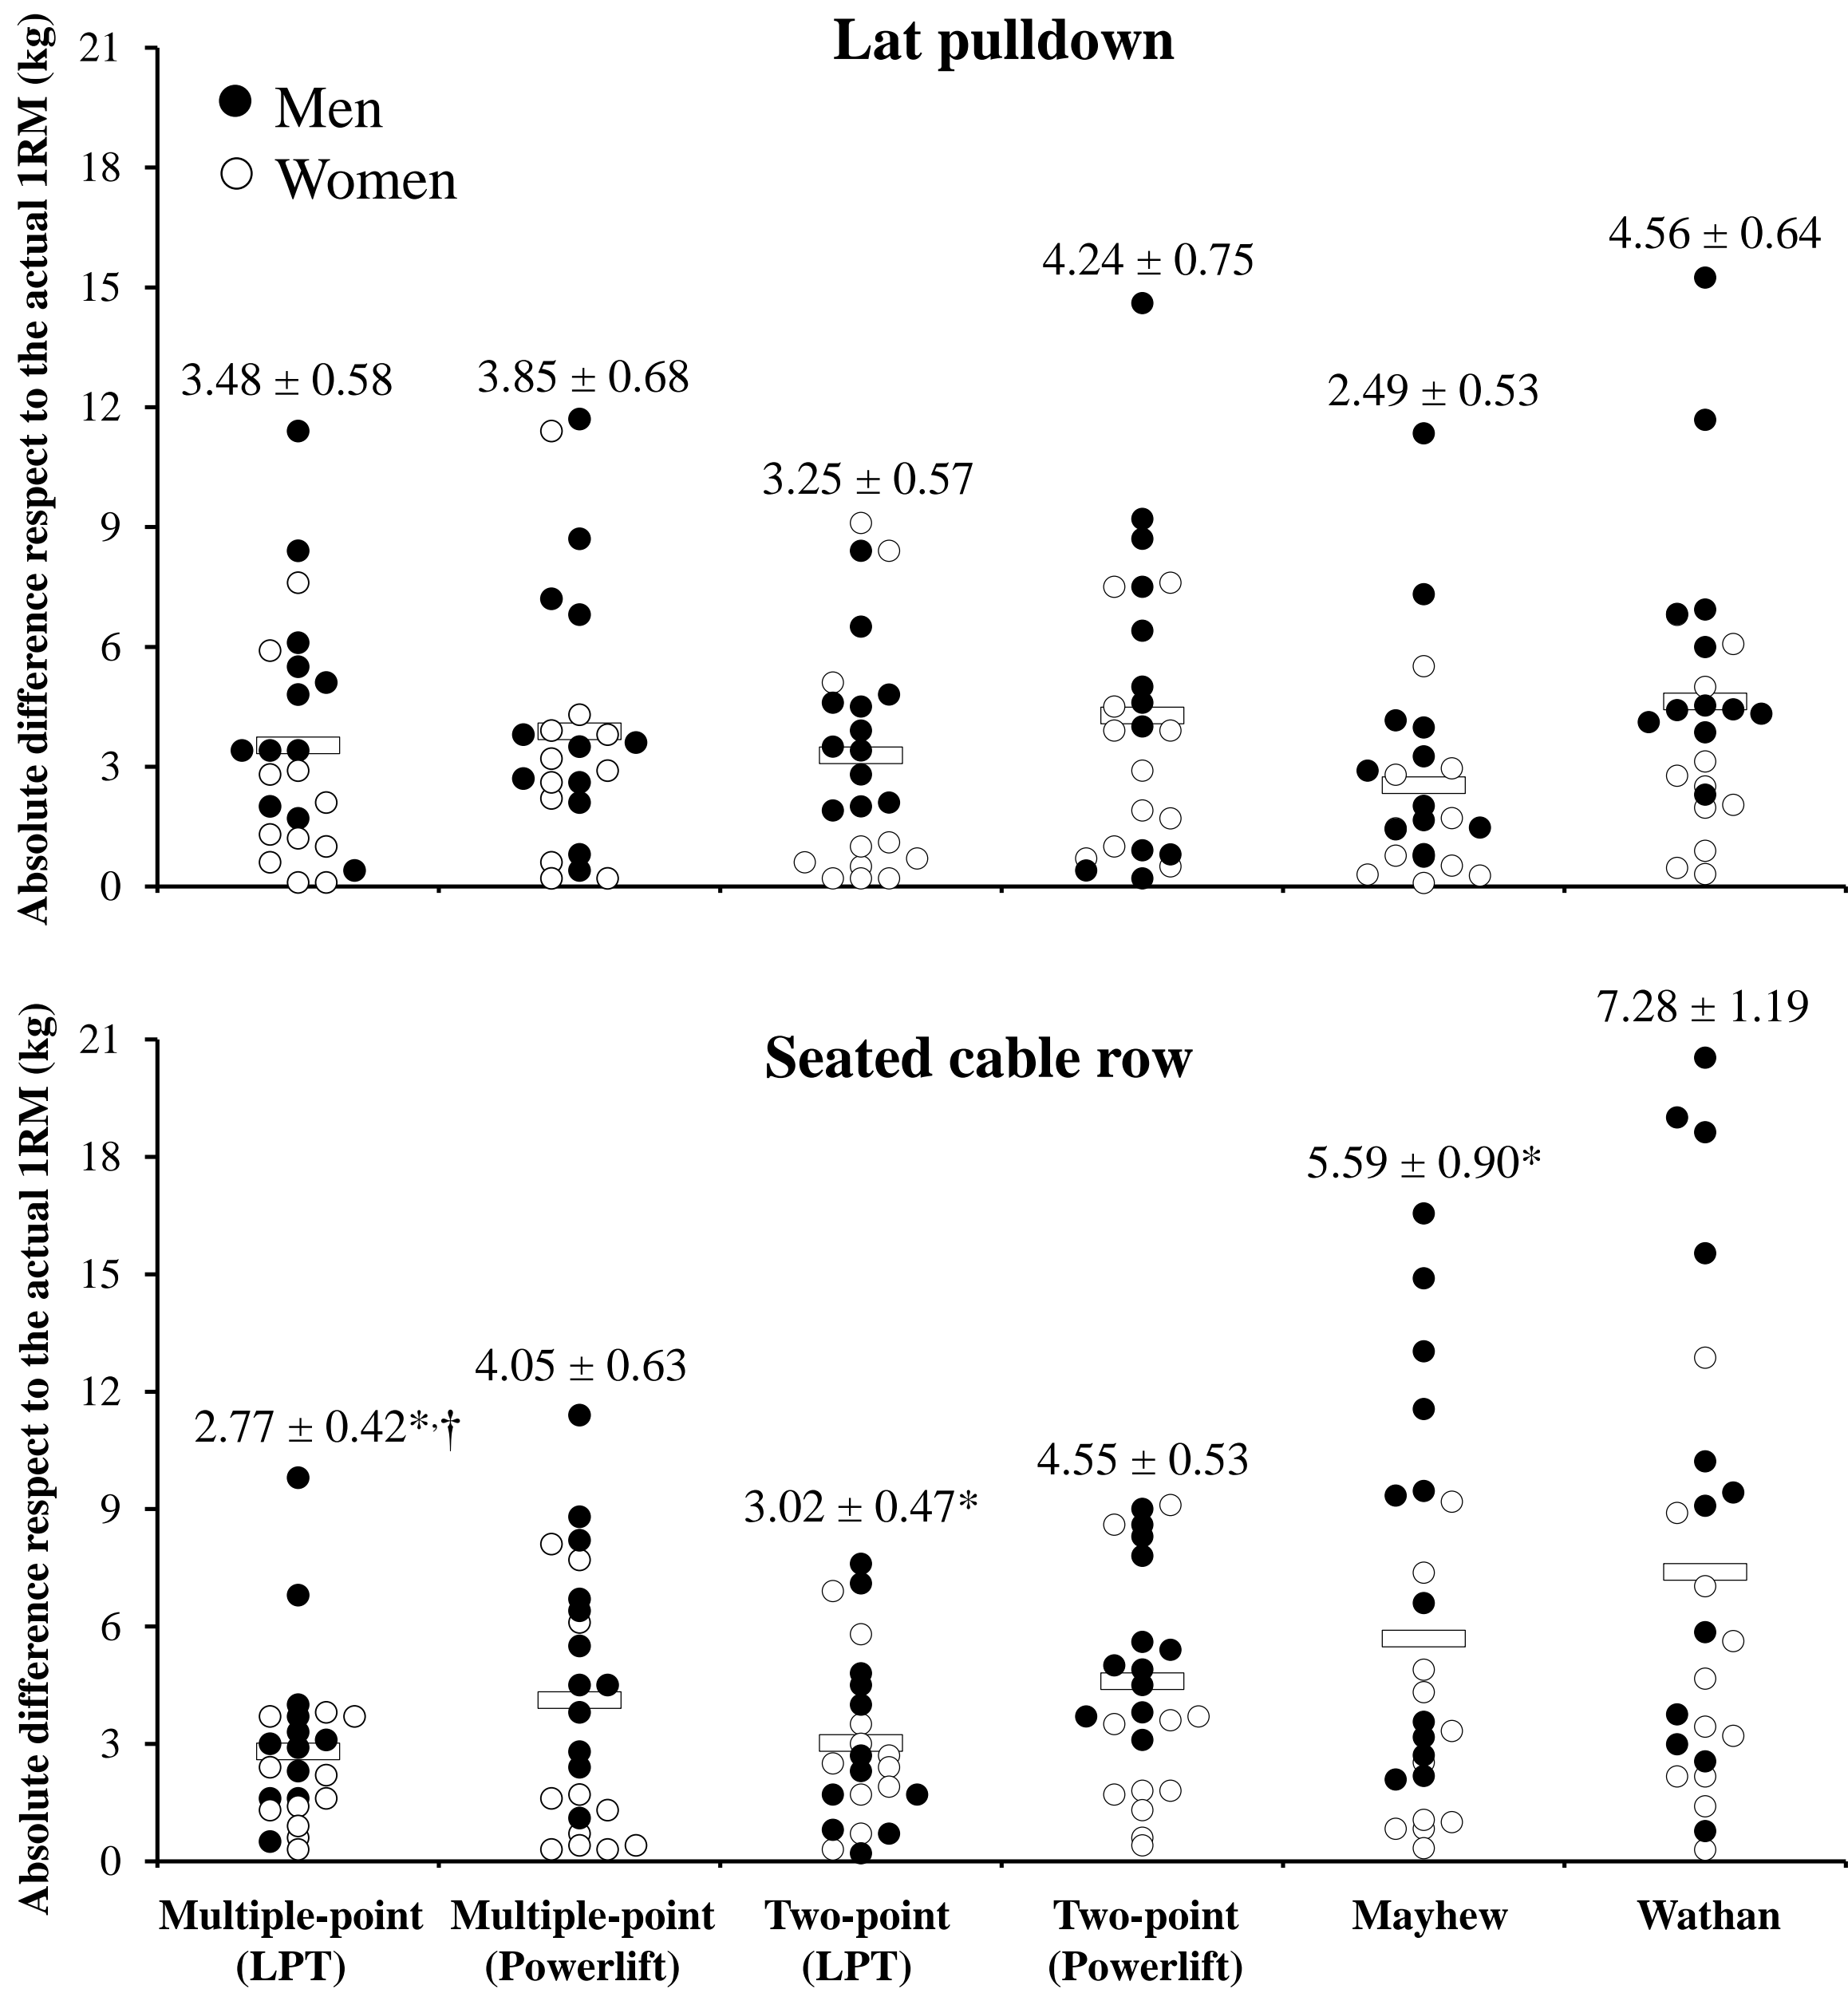 Lat pulldown
Absolute difference respect to the actual 1RM (kg)
21
18
15
12
9
6
3
0
Men
Women
3.48 ± 0.58
3.85 ± 0.68
3.25 ± 0.57
4.24 ± 0.75
2.49 ± 0.53
4.56 ± 0.64
Seated cable row
Absolute difference respect to the actual 1RM (kg)
21
18
15
12
9
6
3
0
2.77 ± 0.42*,†
4.05 ± 0.63
3.02 ± 0.47*
4.55 ± 0.53
5.59 ± 0.90*
7.28 ± 1.19
Multiple-point
(LPT)
Multiple-point
(Powerlift)
Two-point
(LPT)
Two-point
(Powerlift)
Mayhew
Wathan